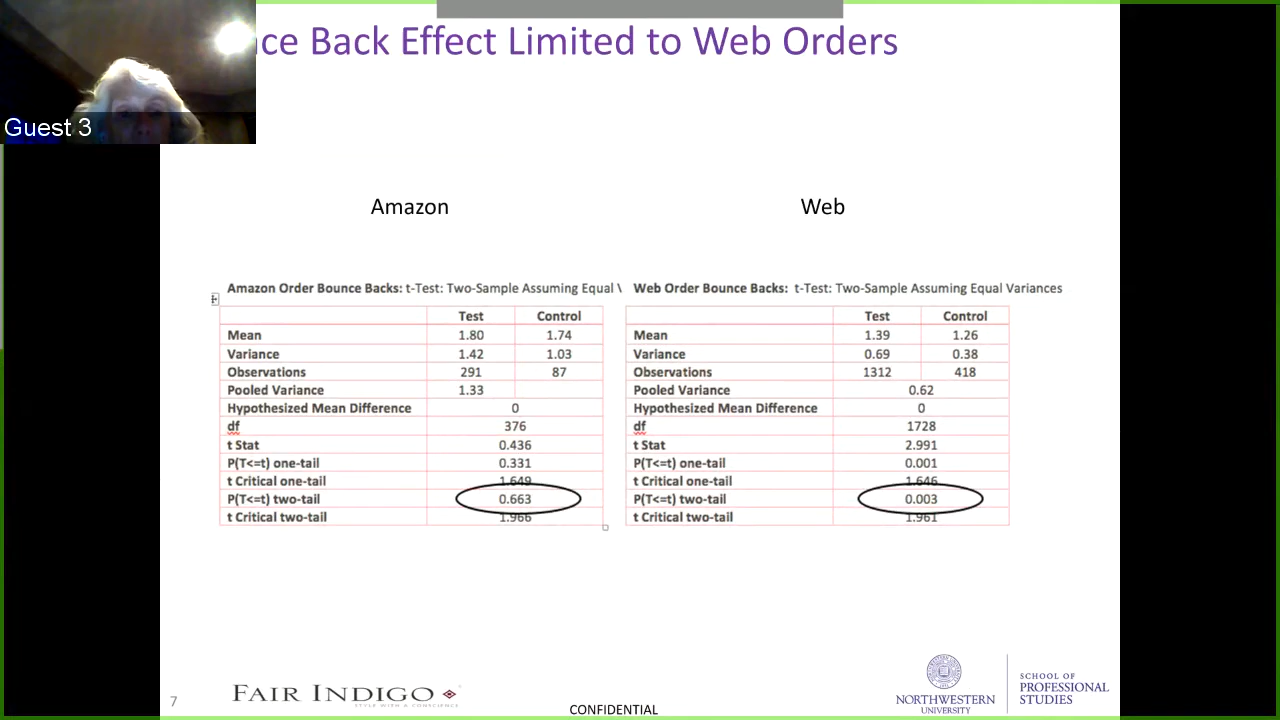 ce Back Effect Limited to Web Orders
Guest 3
Amazon
Web
Amazon Order Bounce Backs: t-Test: Two-Sample Assuming Equal \
Test Control
Mean 1.80 1.74
Variance 1.42 1.03
Observations 291 87
Pooled Variance 1.33
Hypothesized Mean Difference 0
df 376
t Stat 0.436
P(T<=t) one-tail 0.331
t Critical one-tail 1.649
P(T<=t) two-tail 0.663
t Critical two-tail 1.966
Web Order Bounce Backs: t-Test: Two-Sample Assuming Equal Variances
Test Control
Mean 1.39 1.26
Variance 0.69 0.38
Observations 1312 418
Pooled Variance 0.62
Hypothesized Mean Difference 0
df 1728
t Stat 2.991
P(T<=t) one-tail 0.001
t Critical one-tail 1.646
P(T<=t) two-tail 0.003
t Critical two-tail 1.961
7
FAIR INDIGO
STYLE WITH A CONSCIENCE
CONFIDENTIAL
NORTHWESTERN
UNIVERSITY
SCHOOL OF
PROFESSIONAL
STUDIES